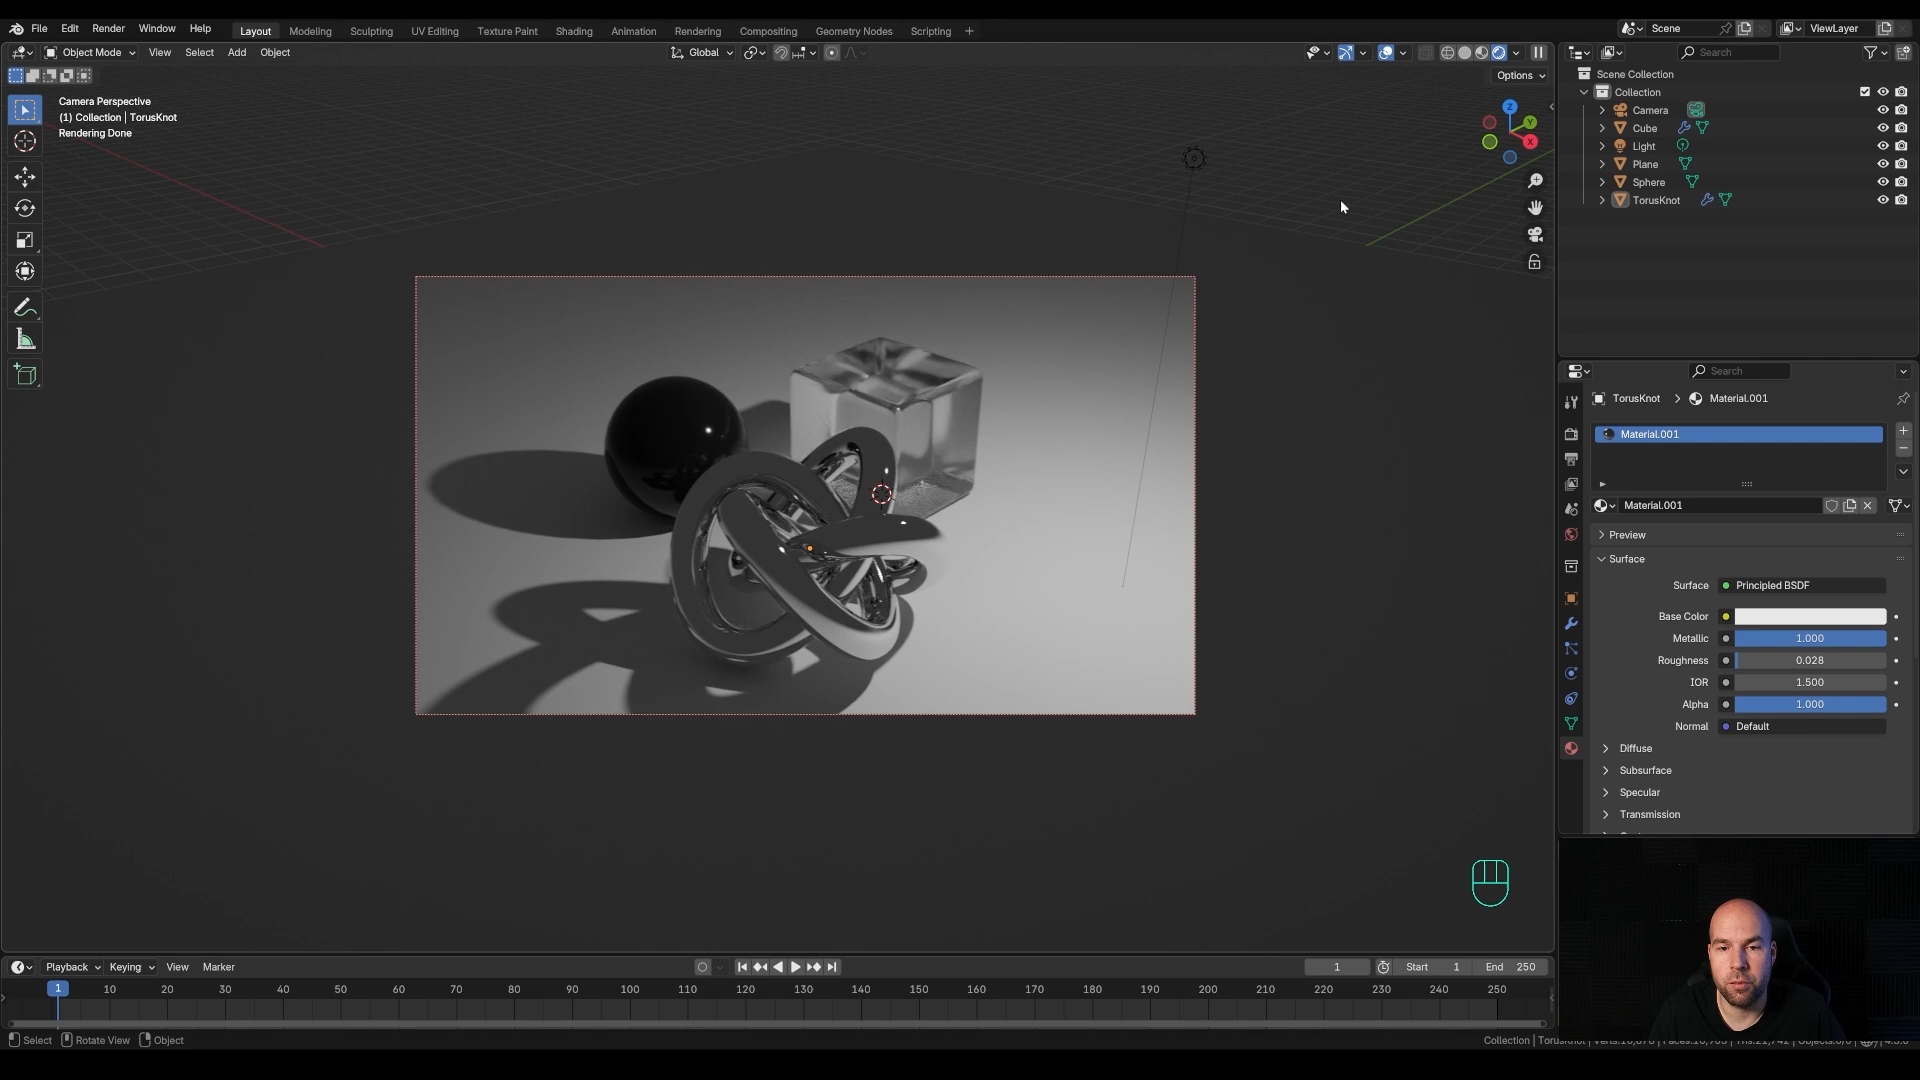 File Edit Render Window Help Layout Modeling Sculpting UV Editing Texture Paint Shading Animation Rendering Compositing Geometry Nodes Scripting + Scene ViewLayer
Object Mode View Select Add Object Global Search
Options
Camera Perspective
(1) Collection | TorusKnot
Rendering Done
Z
Y
X
Scene Collection
Collection
Camera
Cube
Light
Plane
Sphere
TorusKnot
Search
TorusKnot > Material.001
Material.001
Material.001
Preview
Surface
Surface Principled BSDF
Base Color
Metallic 1.000
Roughness 0.028
IOR 1.500
Alpha 1.000
Normal Default
Diffuse
Subsurface
Specular
Transmission
Playback Keying View Marker 1 Start 1 End 250
1 10 20 30 40 50 60 70 80 90 100 110 120 130 140 150 160 170 180 190 200 210 220 230 240 250
Select Rotate View Object Collection |